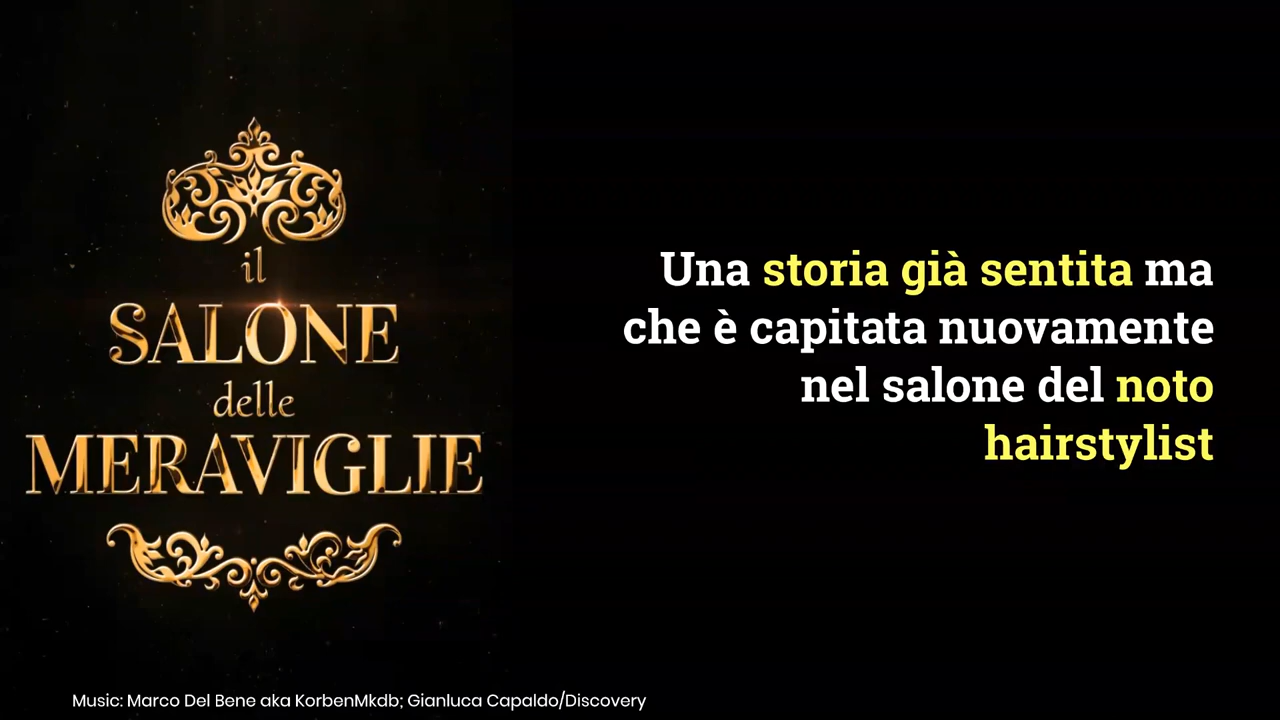 il
SALONE
delle
MERAVIGLIE
Una storia già sentita ma
che è capitata nuovamente
nel salone del noto
hairstylist
Music: Marco Del Bene aka KorbenMkdb; Gianluca Capaldo/Discovery